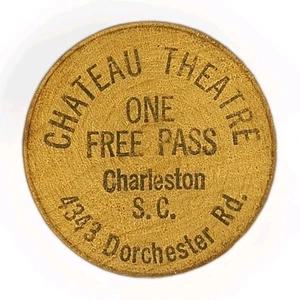 CHATEAU THEATRE
ONE
FREE PASS
Charleston
S. C.
4343 Dorchester Rd.